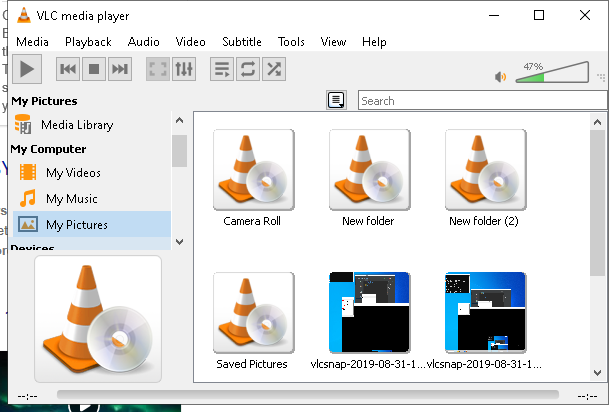 VLC media player
Media Playback Audio Video Subtitle Tools View Help
47%
My Pictures
Search
Media Library
My Computer
My Videos
My Music
My Pictures
Devices
Camera Roll New folder New folder (2)
Saved Pictures vlcsnap-2019-08-31-1... vlcsnap-2019-08-31-1...
--:-- --:--